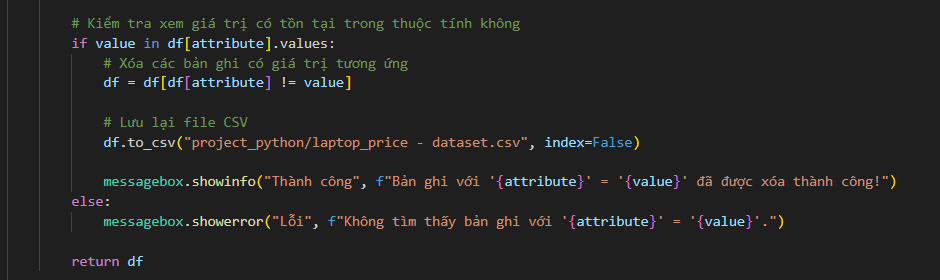 # Kiểm tra xem giá trị có tồn tại trong thuộc tính không
if value in df[attribute].values:
# Xóa các bản ghi có giá trị tương ứng
df = df[df[attribute] != value]
# Lưu lại file CSV
df.to_csv("project_python/laptop_price - dataset.csv", index=False)
messagebox.showinfo("Thành công", f"Bản ghi với '{attribute}' = '{value}' đã được xóa thành công!")
else:
messagebox.showerror("Lỗi", f"Không tìm thấy bản ghi với '{attribute}' = '{value}'.")
return df